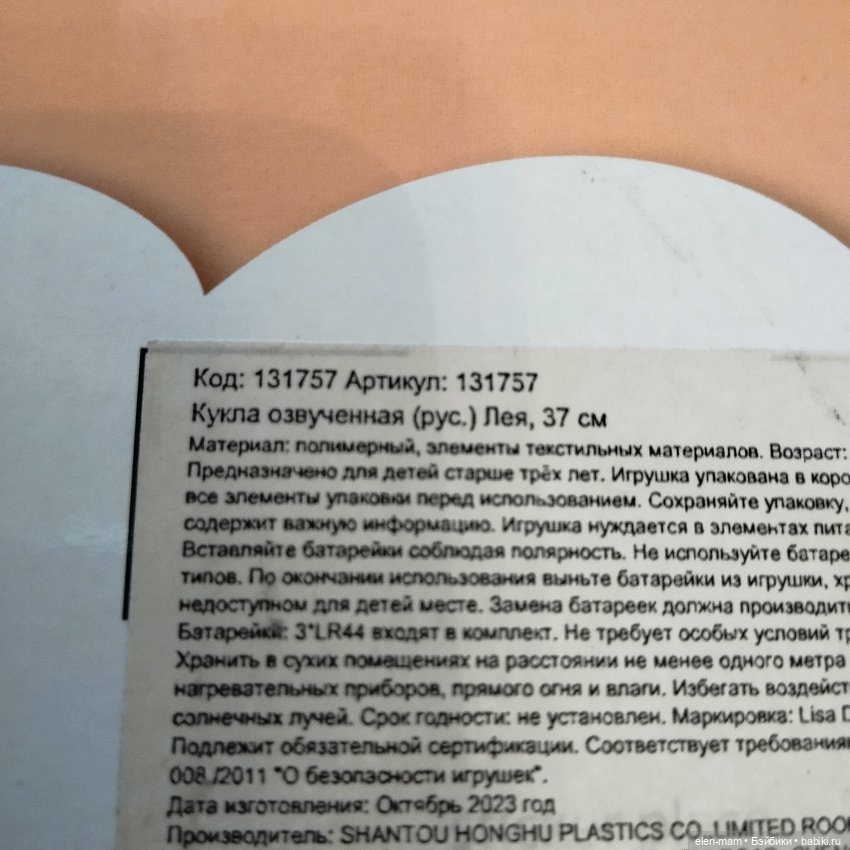 Код: 131757 Артикул: 131757
Кукла озвученная (рус.) Лея, 37 см
Материал: полимерный, элементы текстильных материалов. Возраст:
Предназначено для детей старше трёх лет. Игрушка упакована в коро
все элементы упаковки перед использованием. Сохраняйте упаковку,
содержит важную информацию. Игрушка нуждается в элементах пита
Вставляйте батарейки соблюдая полярность. Не используйте батаре
типов. По окончании использования выньте батарейки из игрушки, хр
недоступном для детей месте. Замена батареек должна производит
Батарейки: 3*LR44 входят в комплект. Не требует особых условий тр
Хранить в сухих помещениях на расстоянии не менее одного метра
нагревательных приборов, прямого огня и влаги. Избегать воздейст
солнечных лучей. Срок годности: не установлен. Маркировка: Lisa D
Подлежит обязательной сертификации. Соответствует требования
008./2011 "О безопасности игрушек".
Дата изготовления: Октябрь 2023 год
Производитель: SHANTOU HONGHU PLASTICS CO.,LIMITED ROO
elen-mam • Бэйбики • babiki.ru